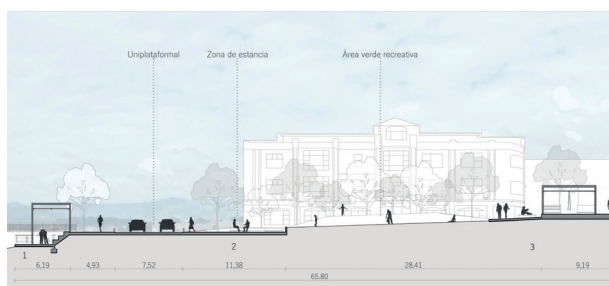 Uniplataformal Zona de estancia Área verde recreativa
1 2 3
6,19 4,93 7,52 11,38 28,41 9,19
65.80